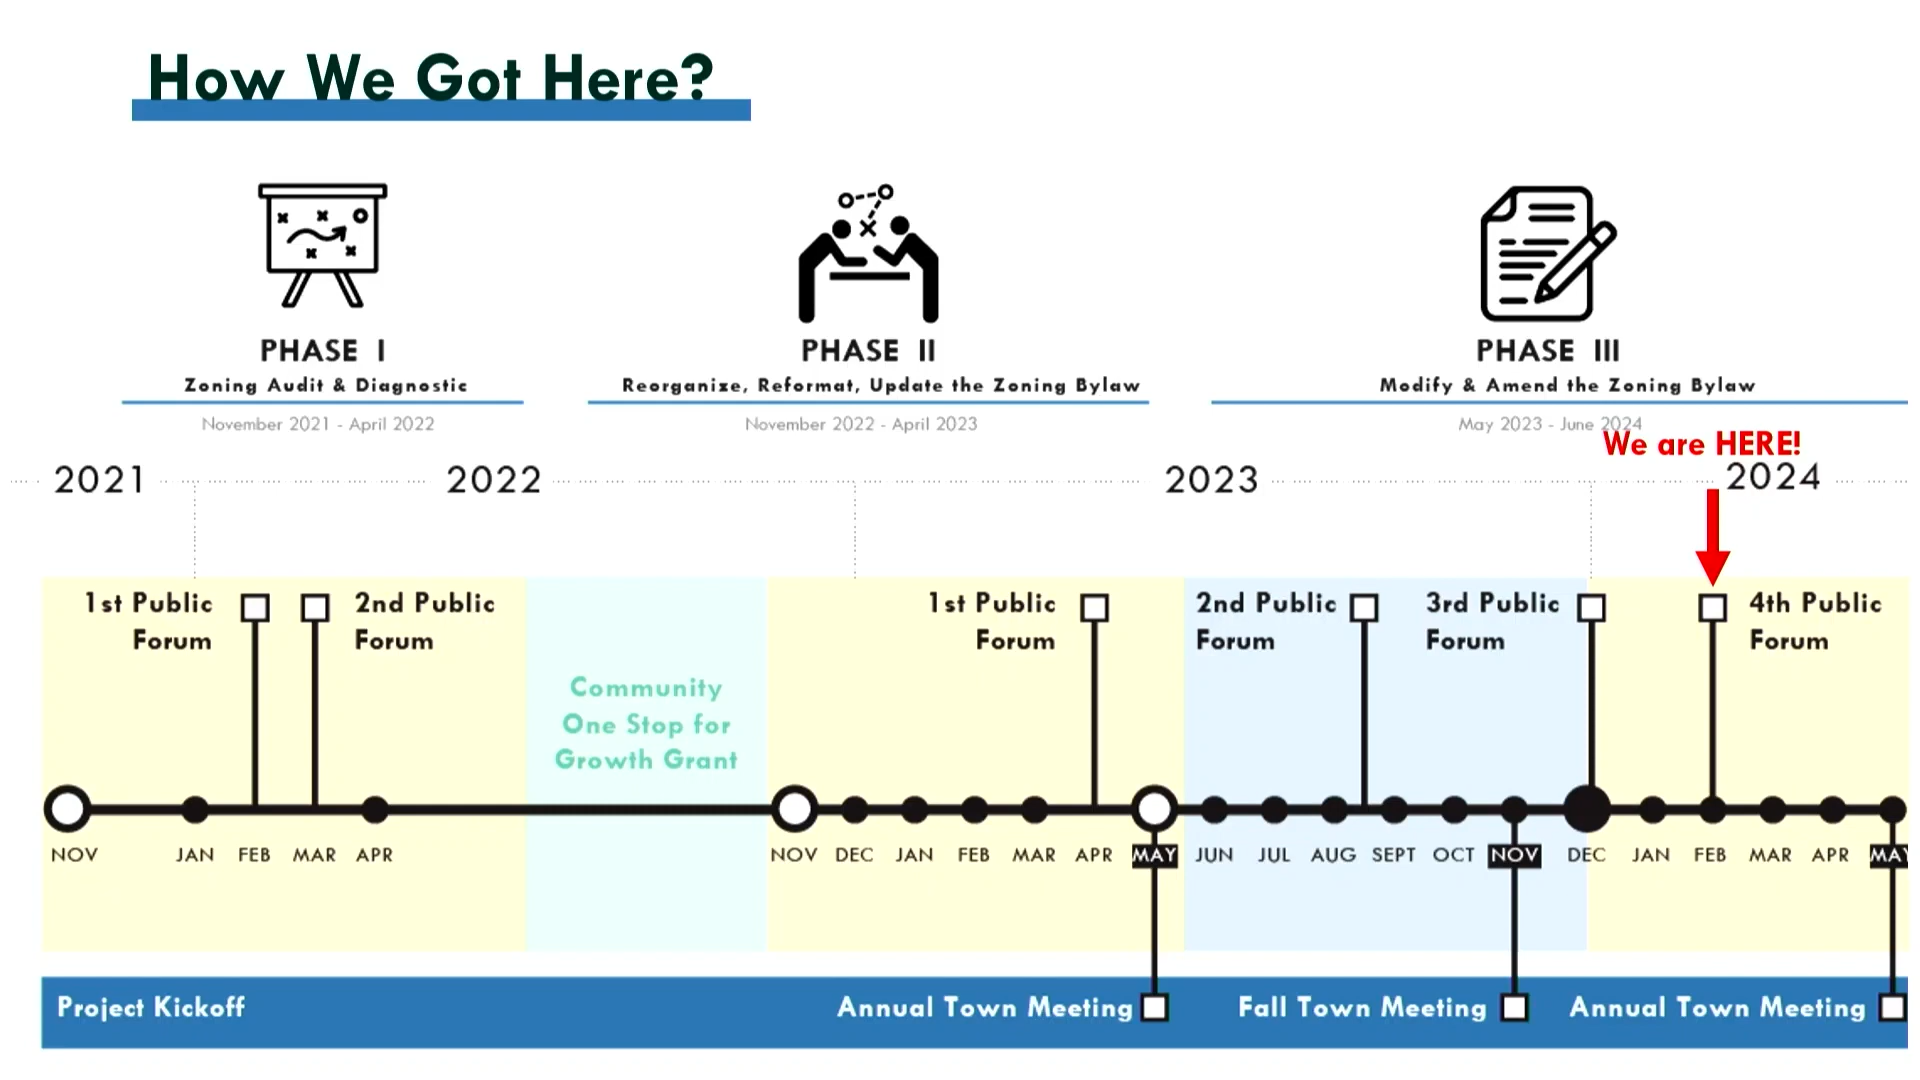 How We Got Here?
PHASE I
Zoning Audit & Diagnostic
November 2021 - April 2022
PHASE II
Reorganize, Reformat, Update the Zoning Bylaw
November 2022 - April 2023
PHASE III
Modify & Amend the Zoning Bylaw
May 2023 - June 2024
We are HERE!
2021
2022
2023
2024
1st Public
Forum
2nd Public
Forum
Community
One Stop for
Growth Grant
1st Public
Forum
2nd Public
Forum
3rd Public
Forum
4th Public
Forum
NOV JAN FEB MAR APR NOV DEC JAN FEB MAR APR MAY JUN JUL AUG SEPT OCT NOV DEC JAN FEB MAR APR MAY
Project Kickoff
Annual Town Meeting
Fall Town Meeting
Annual Town Meeting